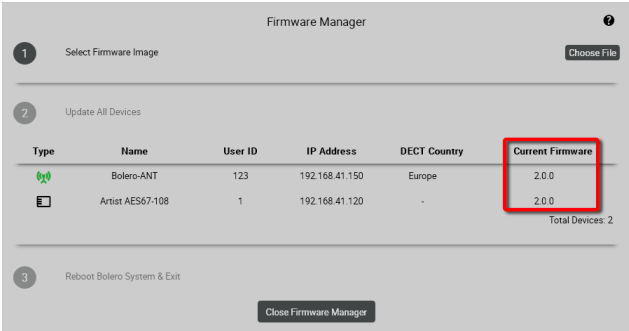 Firmware Manager ?
1 Select Firmware Image Choose File
2 Update All Devices
Type Name User ID IP Address DECT Country Current Firmware
Bolero-ANT 123 192.168.41.150 Europe 2.0.0
Artist AES67-108 1 192.168.41.120 - 2.0.0
Total Devices: 2
3 Reboot Bolero System & Exit
Close Firmware Manager